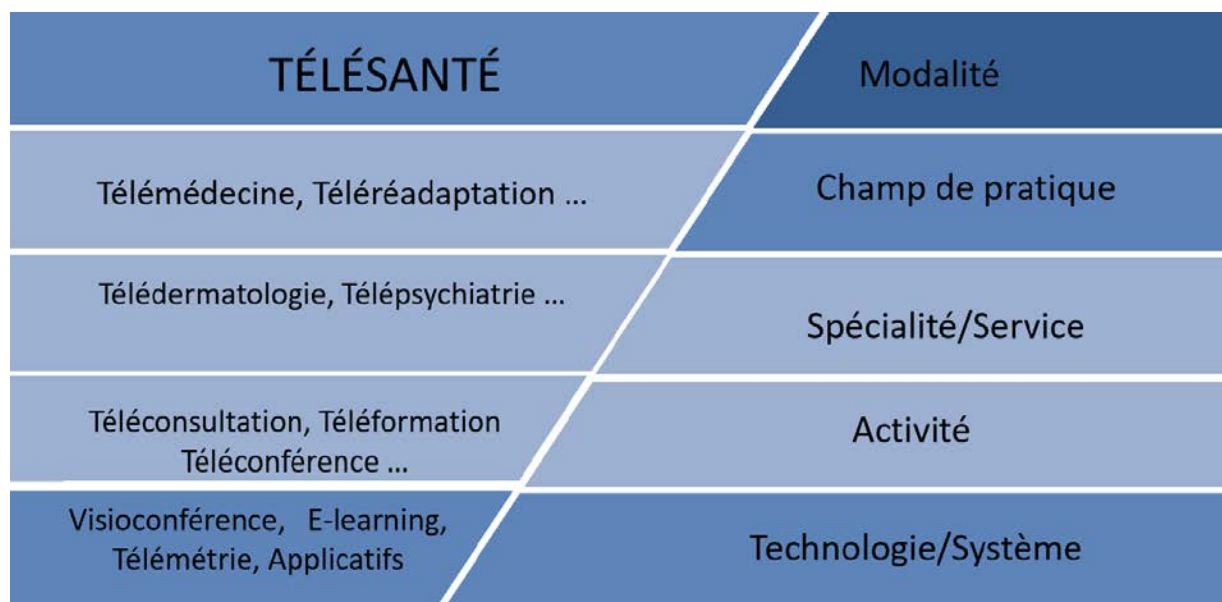 TÉLÉSANTÉ
Modalité
Télémédecine, Téléréadaptation ...
Champ de pratique
Télédermatologie, Télépsychiatrie ...
Spécialité/Service
Téléconsultation, Téléformation
Téléconférence ...
Activité
Visioconférence, E-learning,
Télémétrie, Applicatifs
Technologie/Système